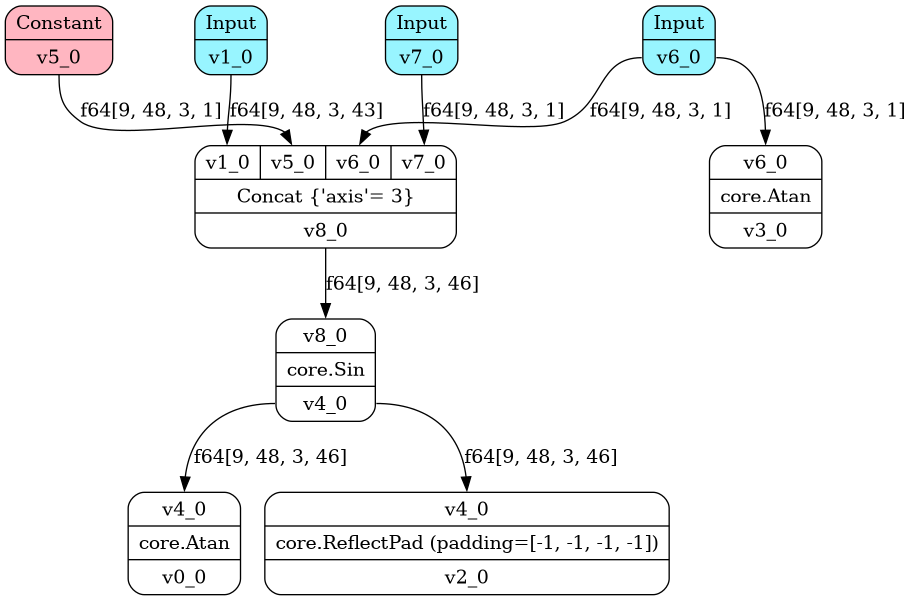 Constant
v5_0
Input
v1_0
Input
v7_0
Input
v6_0
f64[9, 48, 3, 1]
f64[9, 48, 3, 43]
f64[9, 48, 3, 1]
f64[9, 48, 3, 1]
f64[9, 48, 3, 1]
v1_0
v5_0
v6_0
v7_0
Concat {'axis'= 3}
v8_0
v6_0
core.Atan
v3_0
f64[9, 48, 3, 46]
v8_0
core.Sin
v4_0
f64[9, 48, 3, 46]
f64[9, 48, 3, 46]
v4_0
core.Atan
v0_0
v4_0
core.ReflectPad (padding=[-1, -1, -1, -1])
v2_0